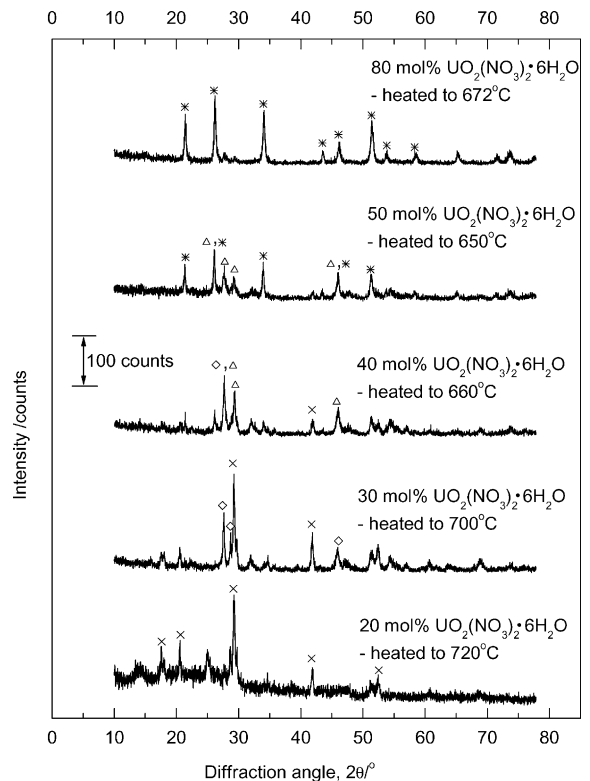 0 10 20 30 40 50 60 70 80
80 mol% UO₂(NO₃)₂•6H₂O
- heated to 672°C
50 mol% UO₂(NO₃)₂•6H₂O
- heated to 650°C
100 counts
40 mol% UO₂(NO₃)₂•6H₂O
- heated to 660°C
Intensity /counts
30 mol% UO₂(NO₃)₂•6H₂O
- heated to 700°C
20 mol% UO₂(NO₃)₂•6H₂O
- heated to 720°C
0 10 20 30 40 50 60 70 80
Diffraction angle, 2θ/°